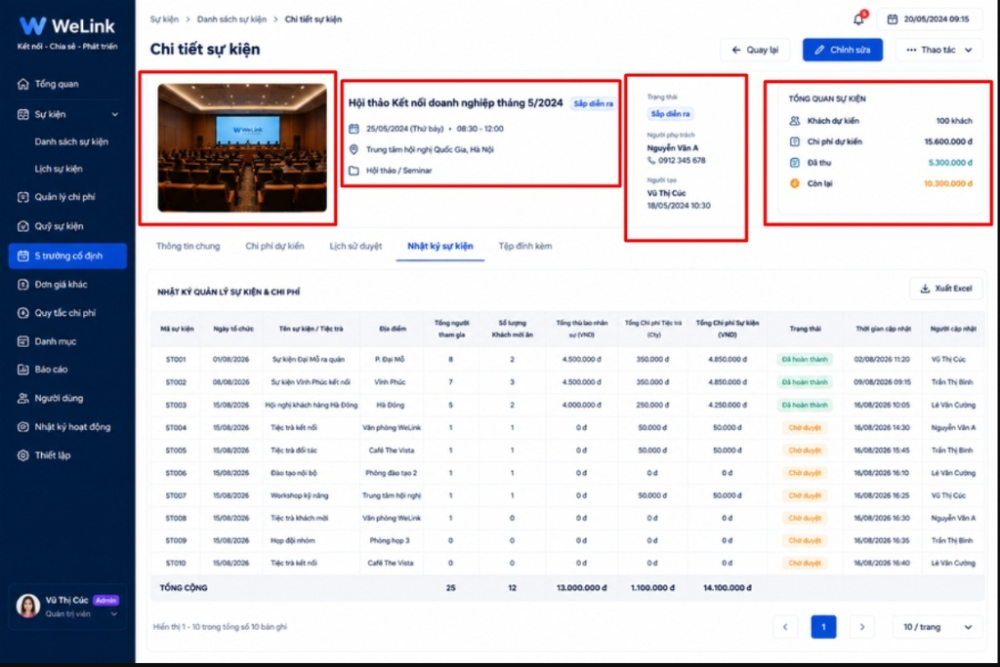 WeLink
Kết nối - Chia sẻ - Phát triển
Tổng quan
Sự kiện
Danh sách sự kiện
Lịch sự kiện
Quản lý chi phí
Quỹ sự kiện
5 trường cố định
Đơn giá khác
Quy tắc chi phí
Danh mục
Báo cáo
Người dùng
Nhật ký hoạt động
Thiết lập
Vũ Thị Cúc Admin
Quản trị viên
Sự kiện > Danh sách sự kiện > Chi tiết sự kiện
20/05/2024 09:15
Chi tiết sự kiện
Quay lại
Chỉnh sửa
Thao tác
WeLink
Hội thảo Kết nối doanh nghiệp tháng 5/2024 Sắp diễn ra
25/05/2024 (Thứ bảy) • 08:30 - 12:00
Trung tâm hội nghị Quốc Gia, Hà Nội
Hội thảo / Seminar
Trạng thái
Sắp diễn ra
Người phụ trách
Nguyễn Văn A
0912 345 678
Người tạo
Vũ Thị Cúc
18/05/2024 10:30
TỔNG QUAN SỰ KIỆN
Khách dự kiến 100 khách
Chi phí dự kiến 15.600.000 đ
Đã thu 5.300.000 đ
Còn lại 10.300.000 đ
Thông tin chung Chi phí dự kiến Lịch sử duyệt Nhật ký sự kiện Tệp đính kèm
NHẬT KÝ QUẢN LÝ SỰ KIỆN & CHI PHÍ
Xuất Excel
Mã sự kiện Ngày tổ chức Tên sự kiện / Tiệc trà Địa điểm Tổng người tham gia Số lượng Khách mời ăn Tổng thù lao nhân sự (VND) Tổng Chi phí Tiệc trà (Cty) Tổng Chi phí Sự kiện (VND) Trạng thái Thời gian cập nhật Người cập nhật
ST001 01/08/2026 Sự kiện Đại Mỗ ra quân P. Đại Mỗ 8 2 4.500.000 đ 350.000 đ 4.850.000 đ Đã hoàn thành 02/08/2026 11:20 Vũ Thị Cúc
ST002 08/08/2026 Sự kiện Vĩnh Phúc kết nối Vĩnh Phúc 7 3 4.500.000 đ 350.000 đ 4.850.000 đ Đã hoàn thành 09/08/2026 09:15 Trần Thị Bình
ST003 15/08/2026 Hội nghị khách hàng Hà Đông Hà Đông 5 2 4.000.000 đ 250.000 đ 4.250.000 đ Đã hoàn thành 16/08/2026 10:05 Lê Văn Cường
ST004 15/08/2026 Tiệc trà kết nối Văn phòng WeLink 1 1 0 đ 50.000 đ 50.000 đ Chờ duyệt 16/08/2026 14:30 Nguyễn Văn A
ST005 15/08/2026 Tiệc trà đối tác Café The Vista 1 1 0 đ 50.000 đ 50.000 đ Chờ duyệt 16/08/2026 15:45 Trần Thị Bình
ST006 15/08/2026 Đào tạo nội bộ Phòng đào tạo 2 1 1 0 đ 0 đ 0 đ Chờ duyệt 16/08/2026 16:10 Lê Văn Cường
ST007 15/08/2026 Workshop kỹ năng Trung tâm hội nghị 1 1 0 đ 50.000 đ 50.000 đ Chờ duyệt 16/08/2026 16:25 Vũ Thị Cúc
ST008 15/08/2026 Tiệc trà khách mời Văn phòng WeLink 1 0 0 đ 0 đ 0 đ Chờ duyệt 16/08/2026 16:30 Nguyễn Văn A
ST009 15/08/2026 Họp đội nhóm Phòng họp 3 0 0 0 đ 0 đ 0 đ Chờ duyệt 16/08/2026 16:35 Trần Thị Bình
ST010 15/08/2026 Tiệc trà kết nối Café The Vista 0 0 0 đ 0 đ 0 đ Chờ duyệt 16/08/2026 16:40 Lê Văn Cường
TỔNG CỘNG 25 12 13.000.000 đ 1.100.000 đ 14.100.000 đ
Hiển thị 1 - 10 trong tổng số 10 bản ghi
1
10 / trang